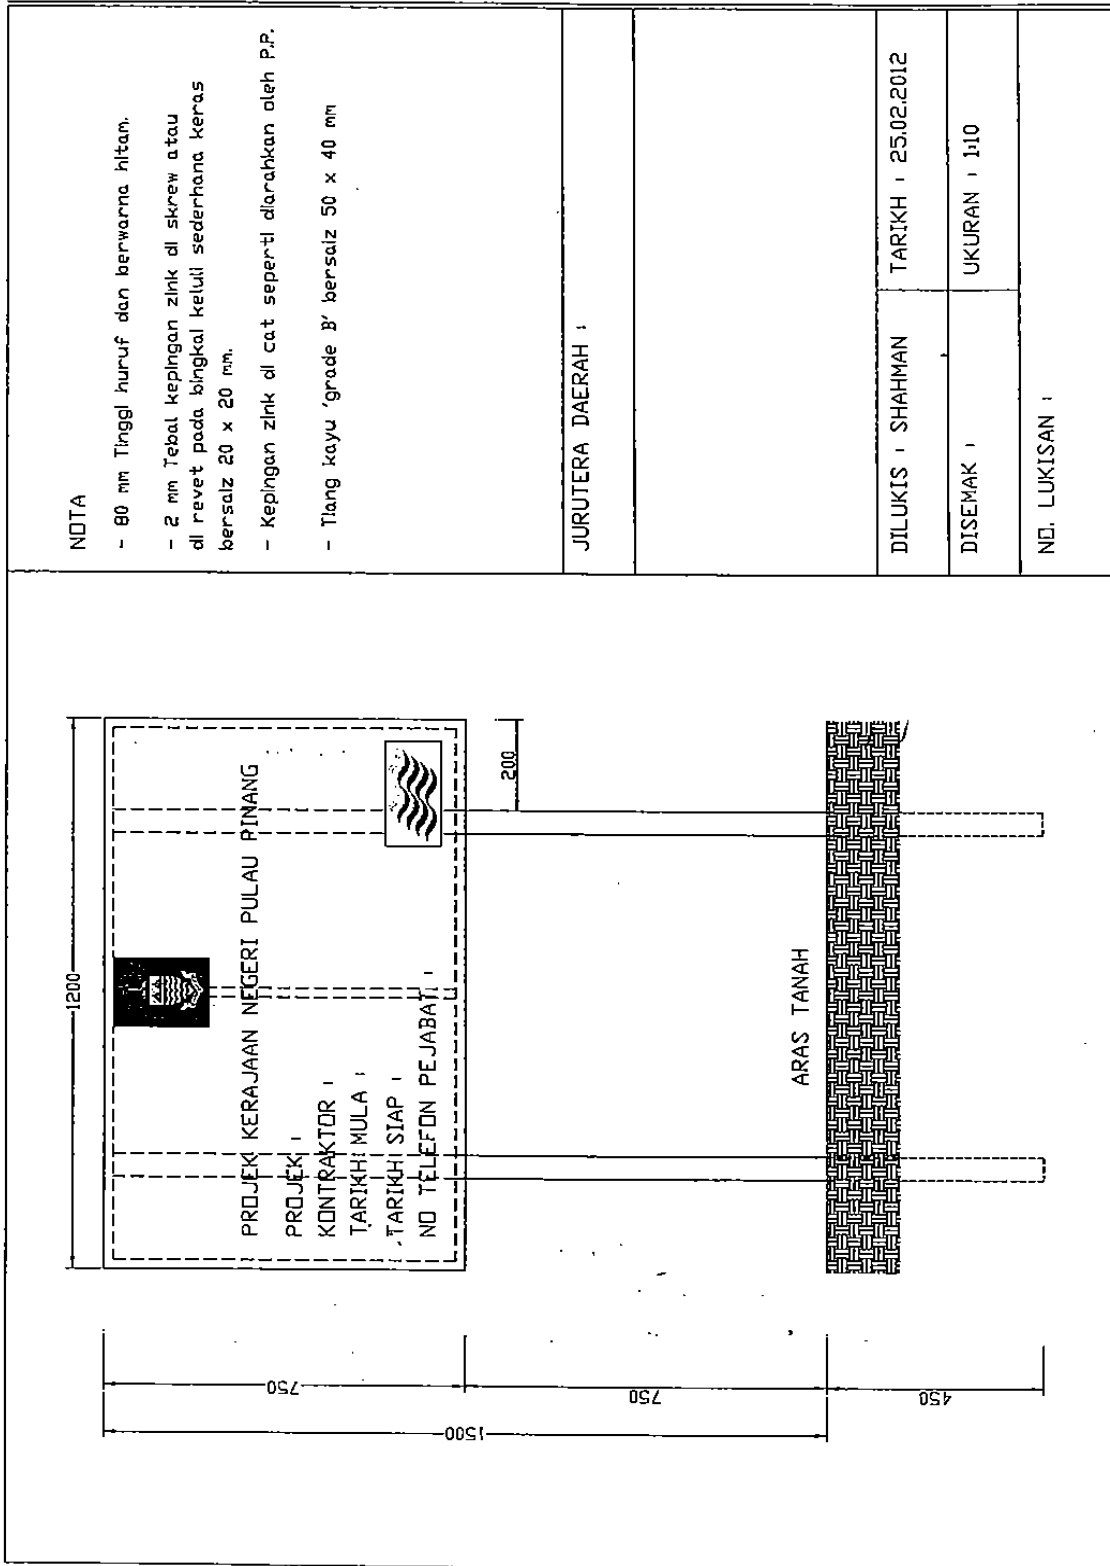 1200
PROJEK KERAJAAN NEGERI PULAU PINANG
PROJEK :
KONTRAKTOR :
TARIKH MULA :
TARIKH SIAP :
NO TELEFON PEJABAT :
750
1500
750
450
200
ARAS TANAH
NOTA
- 80 mm Tinggi huruf dan berwarna hitam.
- 2 mm Tebal kepingan zink di skrew atau
di revet pada bingkai keluli sederhana keras
bersaiz 20 x 20 mm.
- Kepingan zink di cat seperti diarahkan oleh P.P.
- Tiang kayu 'grade B' bersaiz 50 x 40 mm
JURUTERA DAERAH :
DILUKIS : SHAHMAN
TARIKH : 25.02.2012
DISEMAK :
UKURAN : 1:10
NO. LUKISAN :